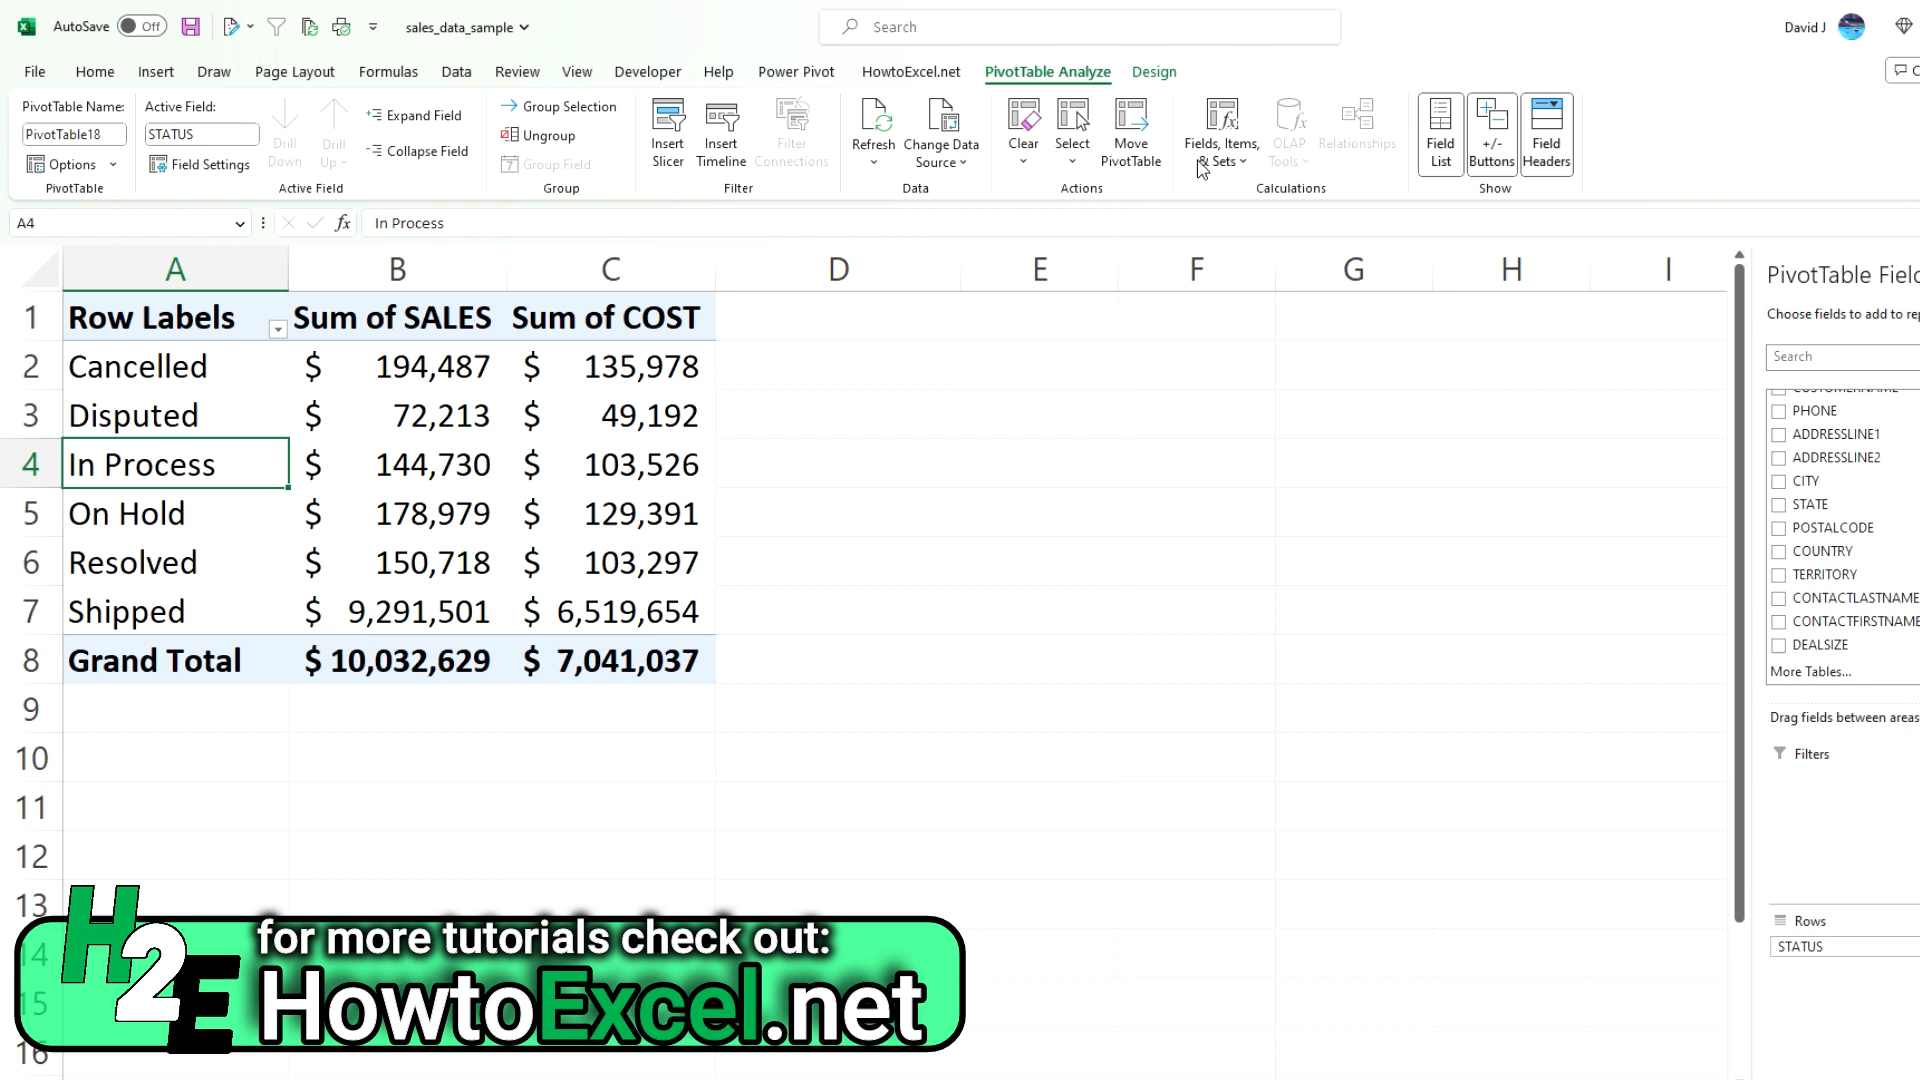 AutoSave Off sales_data_sample Search David J
File Home Insert Draw Page Layout Formulas Data Review View Developer Help Power Pivot HowtoExcel.net PivotTable Analyze Design
PivotTable Name:
PivotTable18
Options
PivotTable
Active Field:
STATUS
Field Settings
Drill Down
Drill Up
Expand Field
Collapse Field
Active Field
Group Selection
Ungroup
Group Field
Group
Insert Slicer
Insert Timeline
Filter Connections
Filter
Refresh
Change Data Source
Data
Clear
Select
Move PivotTable
Actions
Fields, Items, & Sets
OLAP Tools
Relationships
Calculations
Field List
+/- Buttons
Field Headers
Show
A4 fx In Process
A B C D E F G H I
1 Row Labels Sum of SALES Sum of COST
2 Cancelled $ 194,487 $ 135,978
3 Disputed $ 72,213 $ 49,192
4 In Process $ 144,730 $ 103,526
5 On Hold $ 178,979 $ 129,391
6 Resolved $ 150,718 $ 103,297
7 Shipped $ 9,291,501 $ 6,519,654
8 Grand Total $ 10,032,629 $ 7,041,037
9
10
11
12
13
14
15
16
H2E
for more tutorials check out:
HowtoExcel.net
PivotTable Fiel
Choose fields to add to re
Search
PHONE
ADDRESSLINE1
ADDRESSLINE2
CITY
STATE
POSTALCODE
COUNTRY
TERRITORY
CONTACTLASTNAME
CONTACTFIRSTNAME
DEALSIZE
More Tables...
Drag fields between areas
Filters
Rows
STATUS